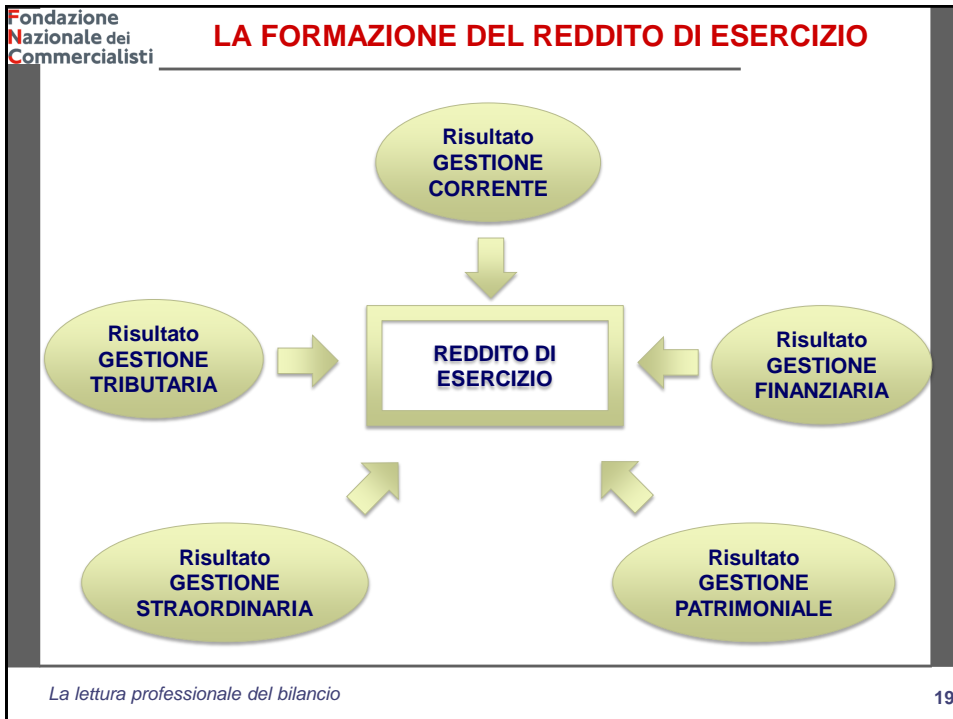 Fondazione
Nazionale dei
Commercialisti
LA FORMAZIONE DEL REDDITO DI ESERCIZIO
Risultato
GESTIONE
CORRENTE
Risultato
GESTIONE
TRIBUTARIA
REDDITO DI
ESERCIZIO
Risultato
GESTIONE
FINANZIARIA
Risultato
GESTIONE
STRAORDINARIA
Risultato
GESTIONE
PATRIMONIALE
La lettura professionale del bilancio
19